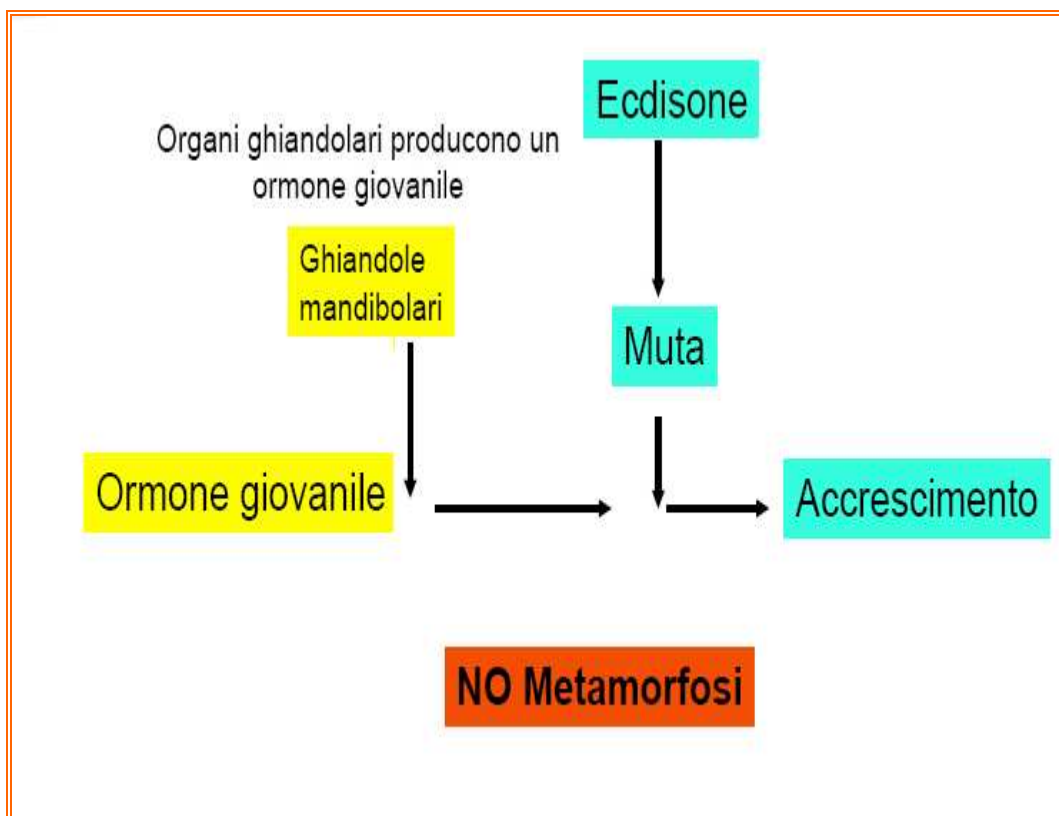 Ecdisone
Organi ghiandolari producono un
ormone giovanile
Ghiandole
mandibolari
Muta
Ormone giovanile
Accrescimento
NO Metamorfosi